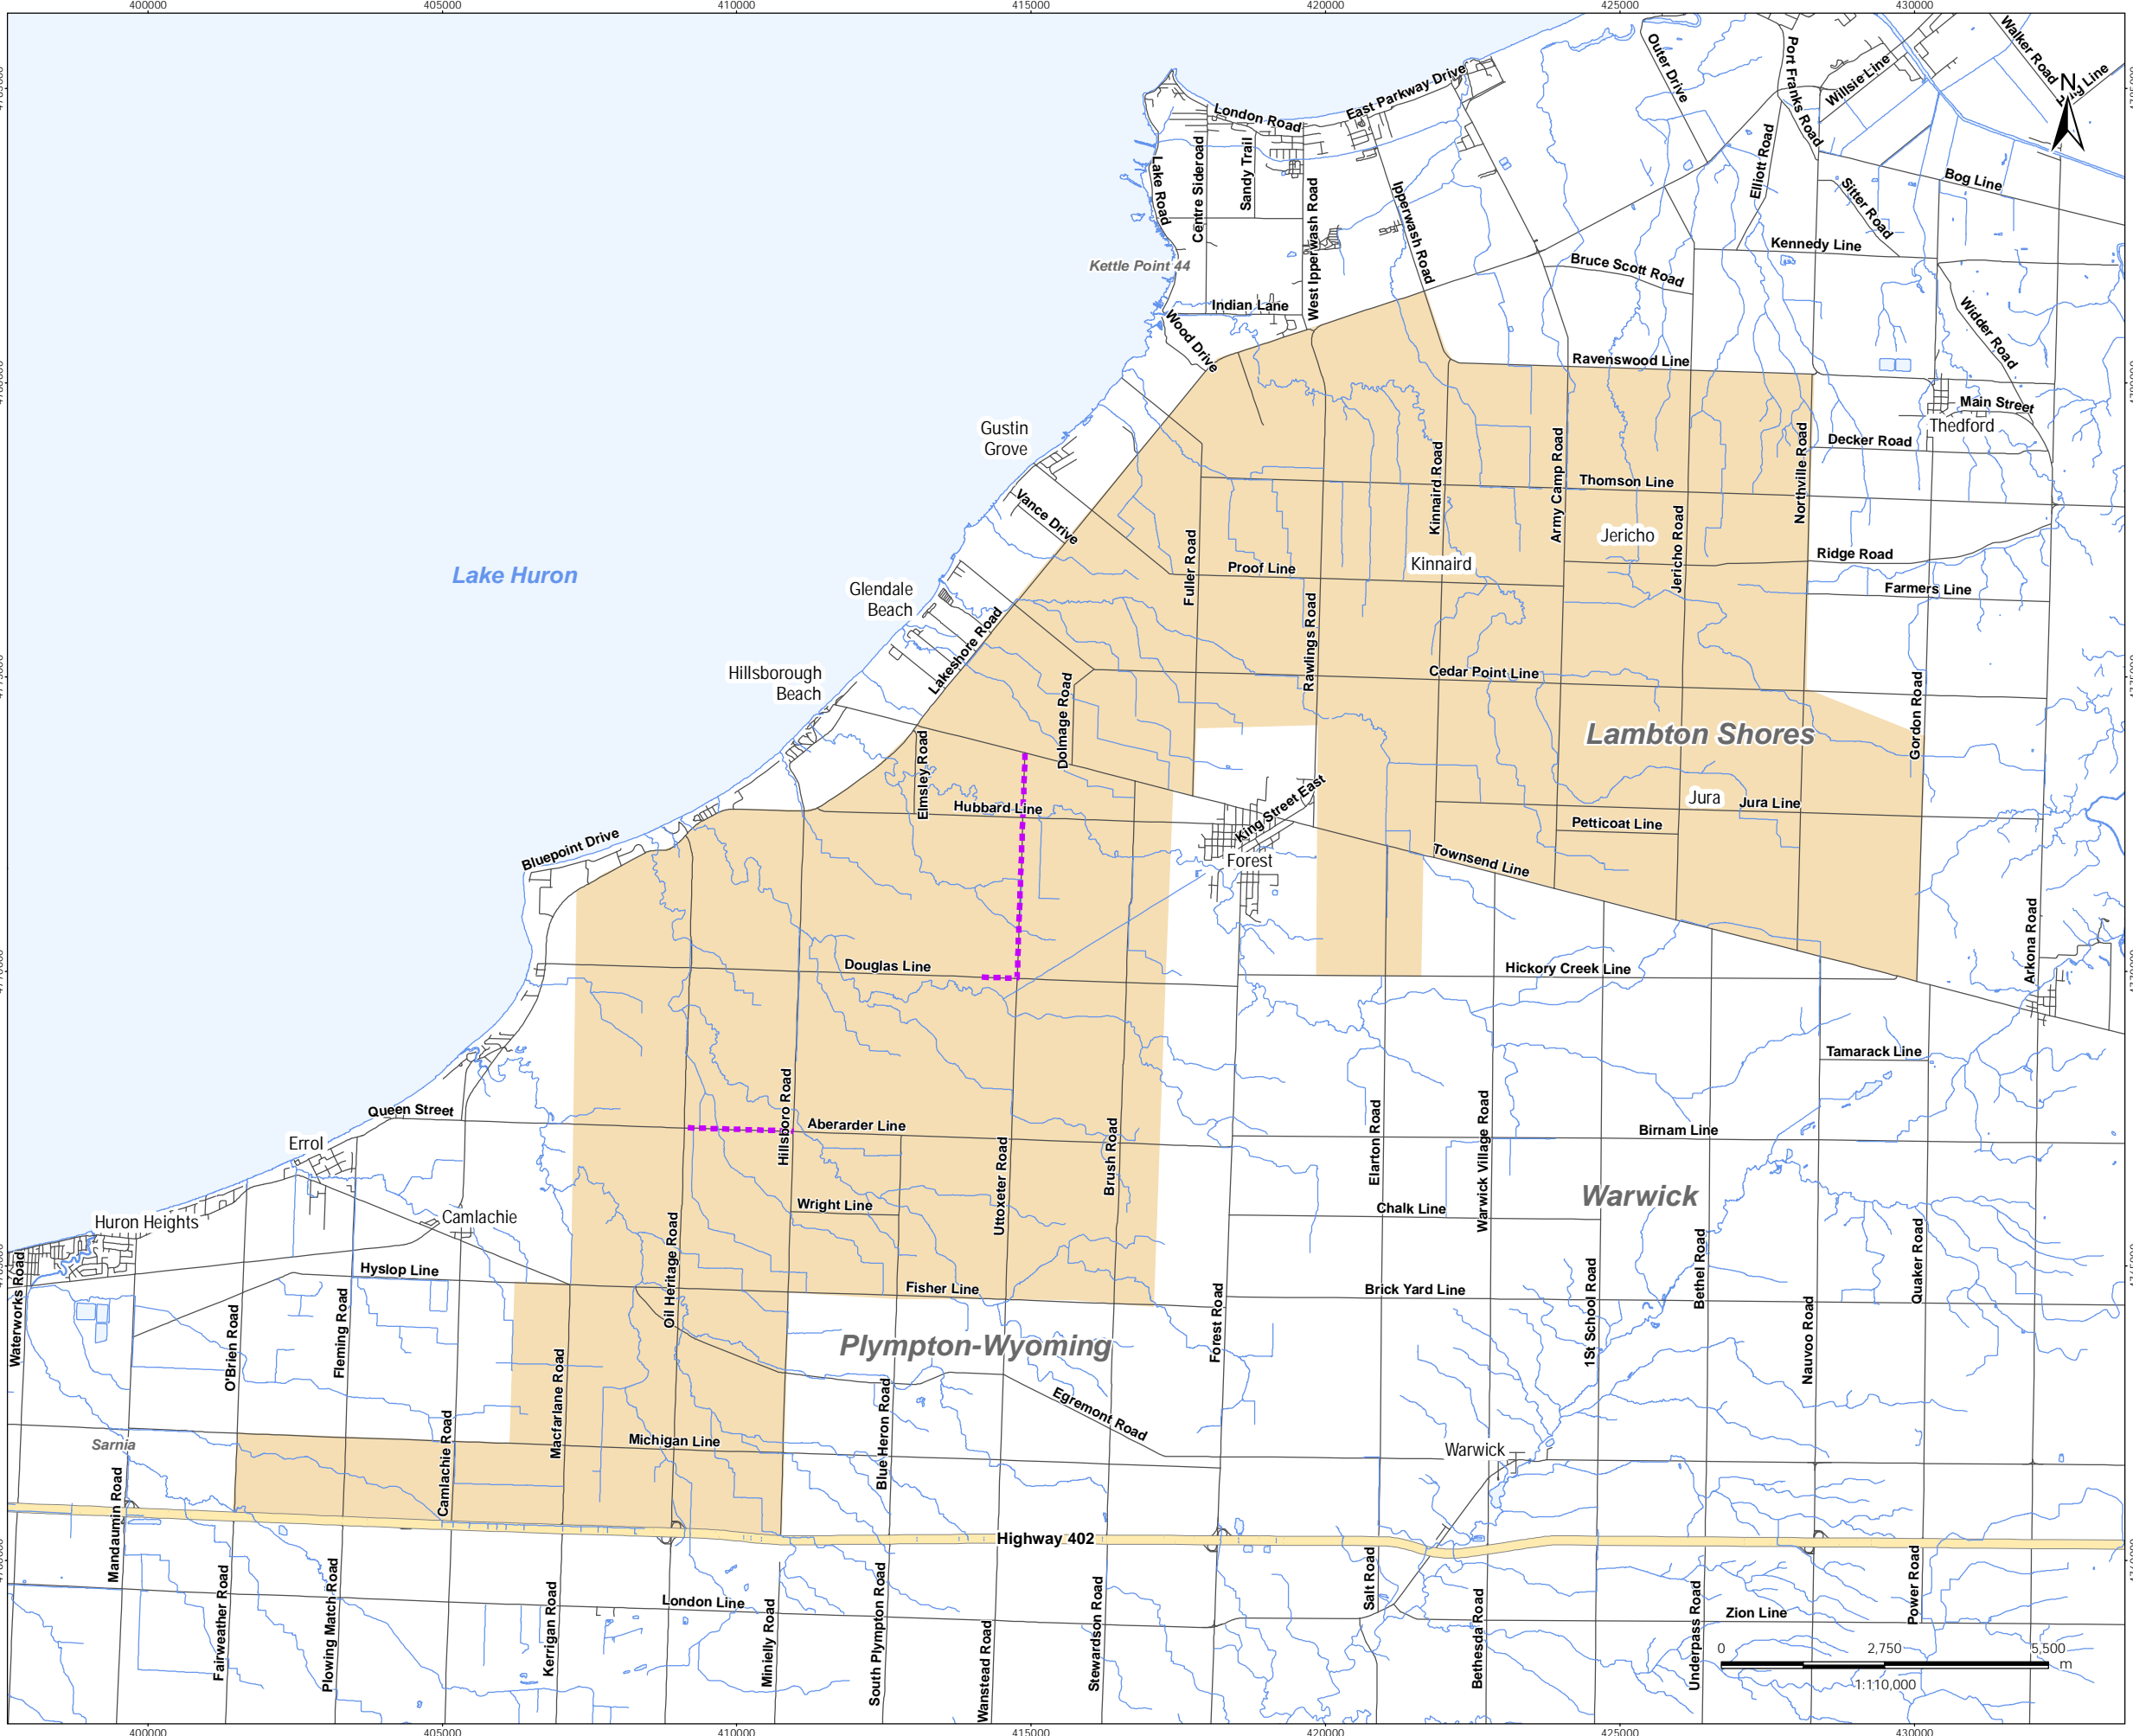 400000
405000
410000
415000
420000
425000
430000
Walker Road
Outer Drive
Port Franks Road
Willsie Line
N
East Parkway Drive
London Road
Elliott Road
Lake Road
Centre Sideroad
Sandy Trail
West Ipperwash Road
Ipperwash Road
Sitter Road
Bog Line
Kennedy Line
Bruce Scott Road
Kettle Point 44
Indian Lane
Wood Drive
Widder Road
Ravenswood Line
Main Street
Thedford
Decker Road
Gustin
Grove
Vance Drive
Kinnaird Road
Army Camp Road
Northville Road
Thomson Line
Jericho
Jericho Road
Ridge Road
Lake Huron
Fuller Road
Proof Line
Kinnaird
Farmers Line
Glendale
Beach
Lakeshore Road
Rawlings Road
Hillsborough
Beach
Dolmage Road
Cedar Point Line
Gordon Road
Lambton Shores
Elmsley Road
Hubbard Line
King Street East
Jura
Jura Line
Petticoat Line
Bluepoint Drive
Forest
Townsend Line
Arkona Road
Douglas Line
Hickory Creek Line
Tamarack Line
Queen Street
Hillsboro Road
Aberarder Line
Brush Road
Elarton Road
Warwick Village Road
Birnam Line
Errol
Uttoxeter Road
Wright Line
Chalk Line
Warwick
Huron Heights
Camlachie
Oil Heritage Road
Bethel Road
Quaker Road
Waterworks Road
Hyslop Line
Fisher Line
Forest Road
Brick Yard Line
1St School Road
Nauvoo Road
O'Brien Road
Fleming Road
Plympton-Wyoming
Macfarlane Road
Blue Heron Road
Egremont Road
Camlachie Road
Sarnia
Michigan Line
Warwick
Mandaumin Road
Highway 402
Fairweather Road
Plowing Match Road
Kerrigan Road
London Line
Minielly Road
South Plympton Road
Wanstead Road
Stewardson Road
Salt Road
Bethesda Road
Underpass Road
Power Road
Zion Line
0
2,750
5,500
m
1:110,000
400000
405000
410000
415000
420000
425000
430000